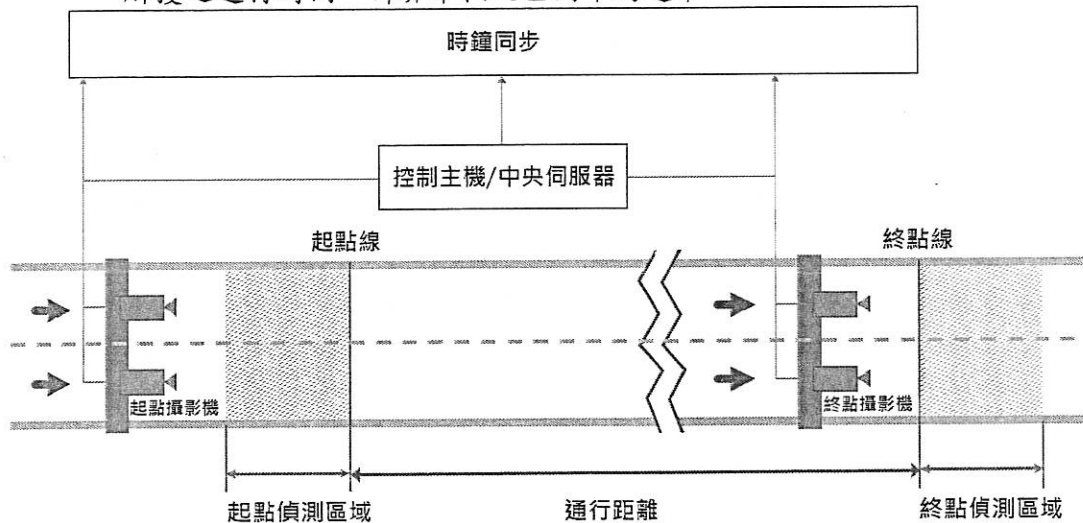 時鐘同步
控制主機/中央伺服器
起點線
終點線
起點攝影機
終點攝影機
起點偵測區域
通行距離
終點偵測區域